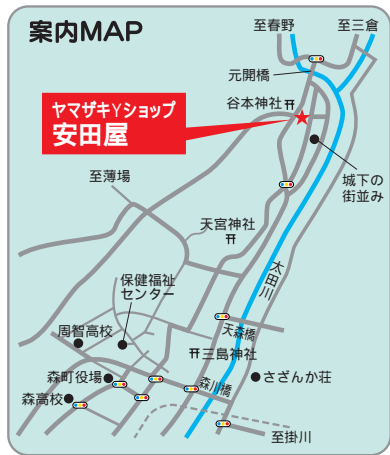 案内MAP
至春野
至三倉
元開橋
谷本神社
ヤマザキYショップ
安田屋
城下の
街並み
至薄場
天宮神社
太田川
保健福祉
センター
周智高校
天森橋
三島神社
森町役場
森川橋
さざんか荘
森高校
至掛川